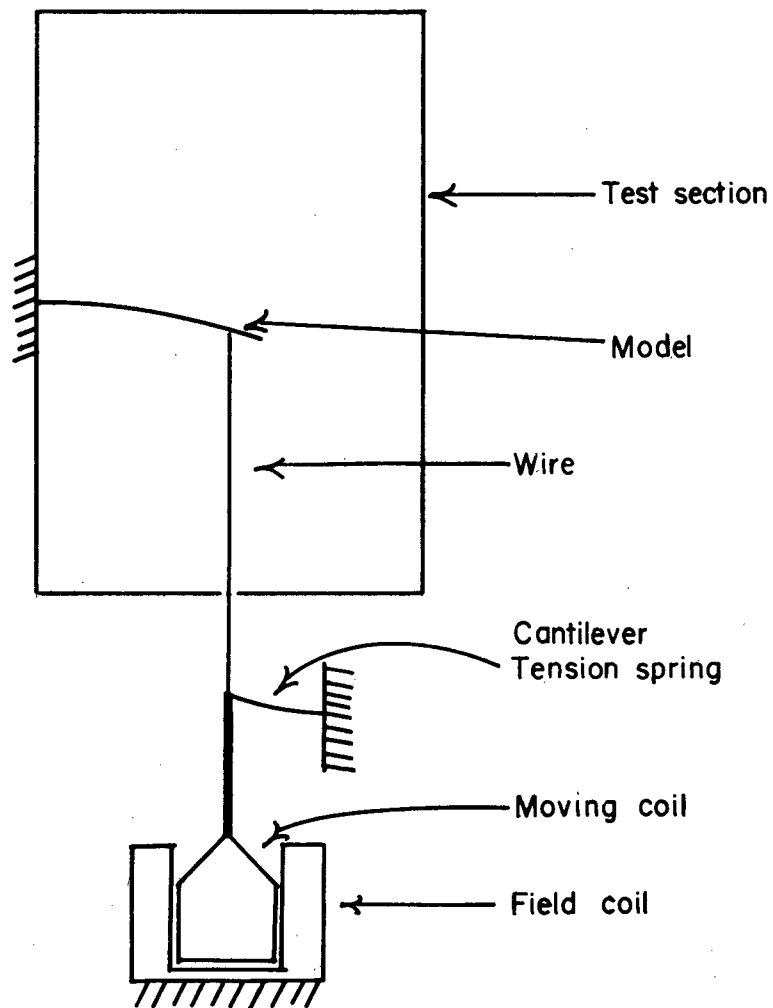 Test section
Model
Wire
Cantilever
Tension spring
Moving coil
Field coil